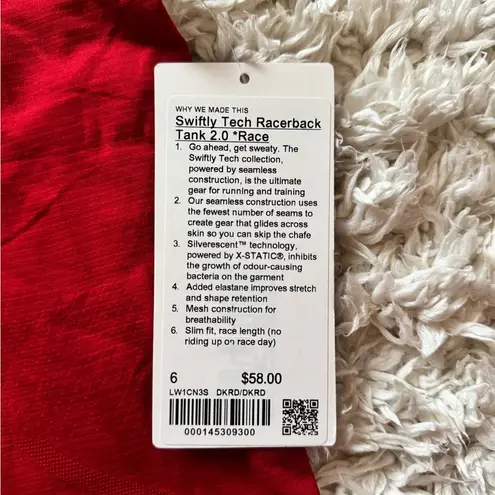 WHY WE MADE THIS
Swiftly Tech Racerback
Tank 2.0 *Race
1. Go ahead, get sweaty. The
Swiftly Tech collection,
powered by seamless
construction, is the ultimate
gear for running and training
2. Our seamless construction uses
the fewest number of seams to
create gear that glides across
skin so you can skip the chafe
3. Silverescent™ technology,
powered by X-STATIC®, inhibits
the growth of odour-causing
bacteria on the garment
4. Added elastane improves stretch
and shape retention
5. Mesh construction for
breathability
6. Slim fit, race length (no
riding up on race day)
6 $58.00
LW1CN3S DKRD/DKRD
000145309300